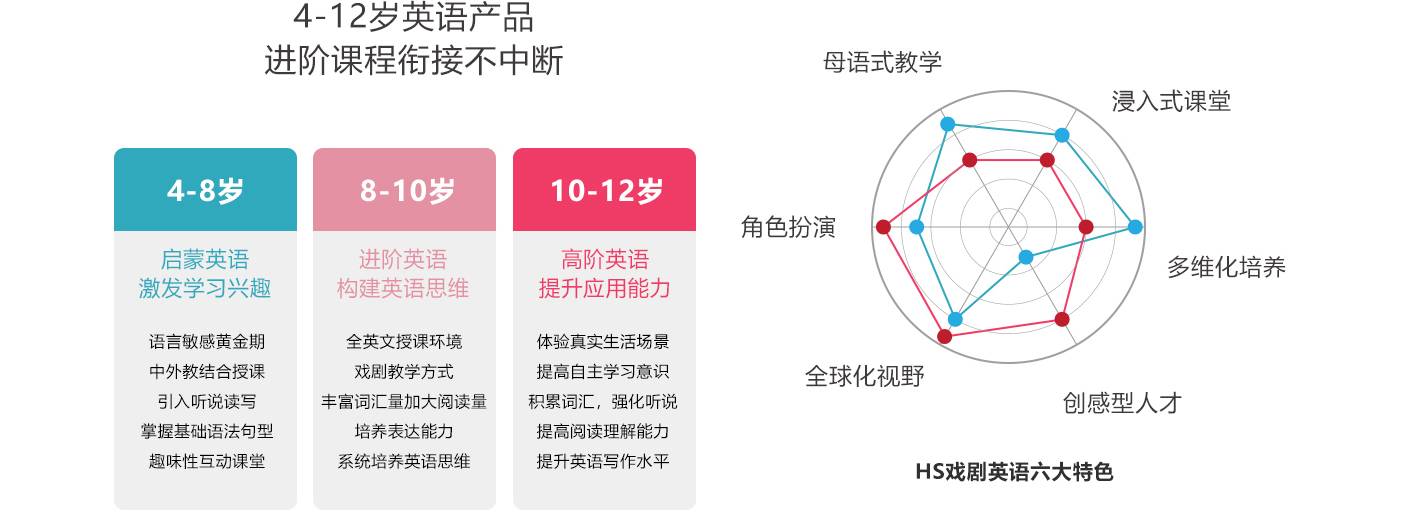 4-12岁英语产品
进阶课程衔接不中断
4-8岁
启蒙英语
激发学习兴趣
语言敏感黄金期
中外教结合授课
引入听说读写
掌握基础语法句型
趣味性互动课堂
8-10岁
进阶英语
构建英语思维
全英文授课环境
戏剧教学方式
丰富词汇量加大阅读量
培养表达能力
系统培养英语思维
10-12岁
高阶英语
提升应用能力
体验真实生活场景
提高自主学习意识
积累词汇，强化听说
提高阅读理解能力
提升英语写作水平
母语式教学
浸入式课堂
角色扮演
多维化培养
全球化视野
创感型人才
HS戏剧英语六大特色